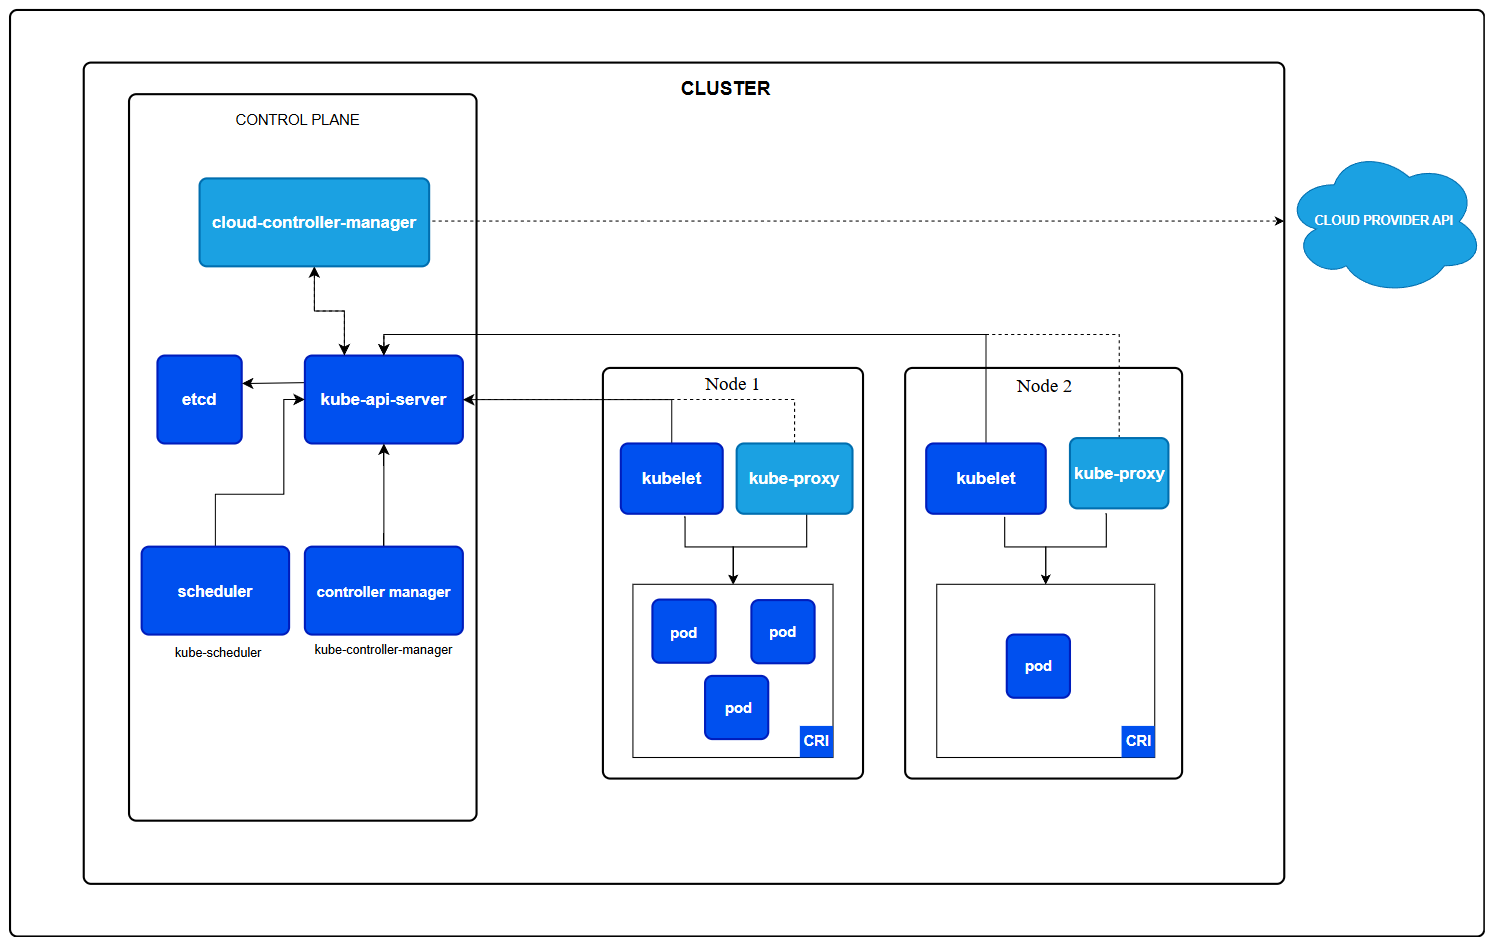 CLUSTER
CONTROL PLANE
cloud-controller-manager
CLOUD PROVIDER API
etcd
kube-api-server
Node 1
Node 2
kubelet
kube-proxy
kubelet
kube-proxy
scheduler
controller manager
kube-scheduler
kube-controller-manager
pod
pod
pod
CRI
pod
CRI